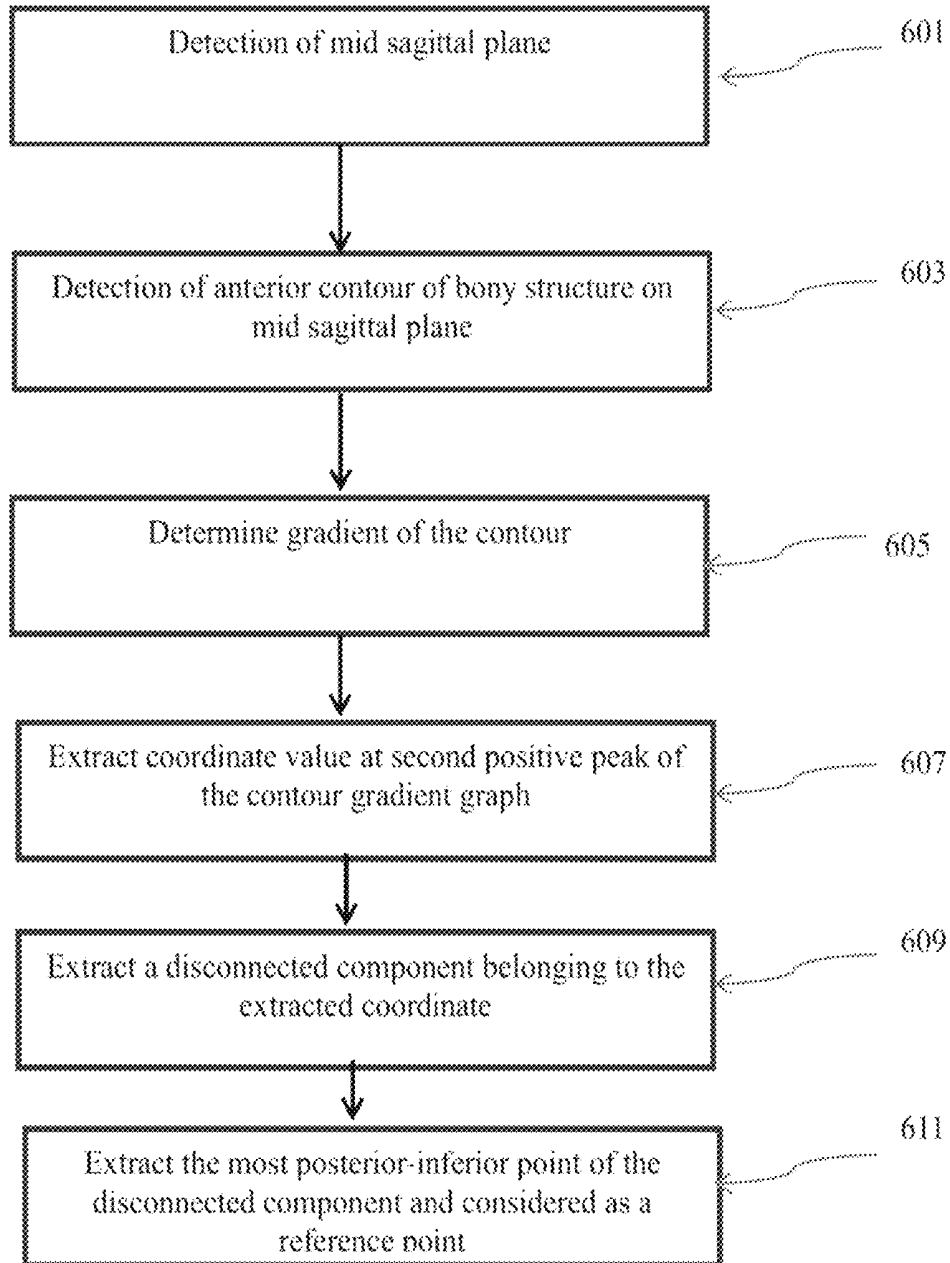 Detection of mid sagittal plane
601
Detection of anterior contour of bony structure on
mid sagittal plane
603
Determine gradient of the contour
605
Extract coordinate value at second positive peak of
the contour gradient graph
607
Extract a disconnected component belonging to the
extracted coordinate
609
Extract the most posterior-inferior point of the
disconnected component and considered as a
reference point
611